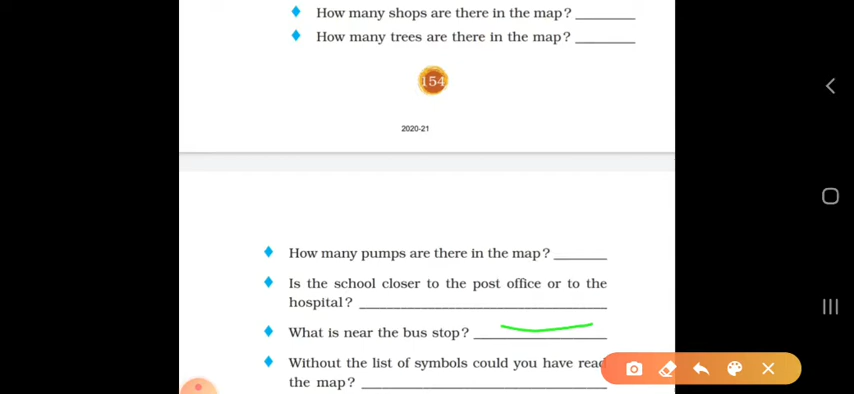 How many shops are there in the map? ________
How many trees are there in the map? ________
154
2020-21
How many pumps are there in the map? _______
Is the school closer to the post office or to the
hospital? ________________________________
What is near the bus stop? _________________
Without the list of symbols could you have read
the map? ________________________________